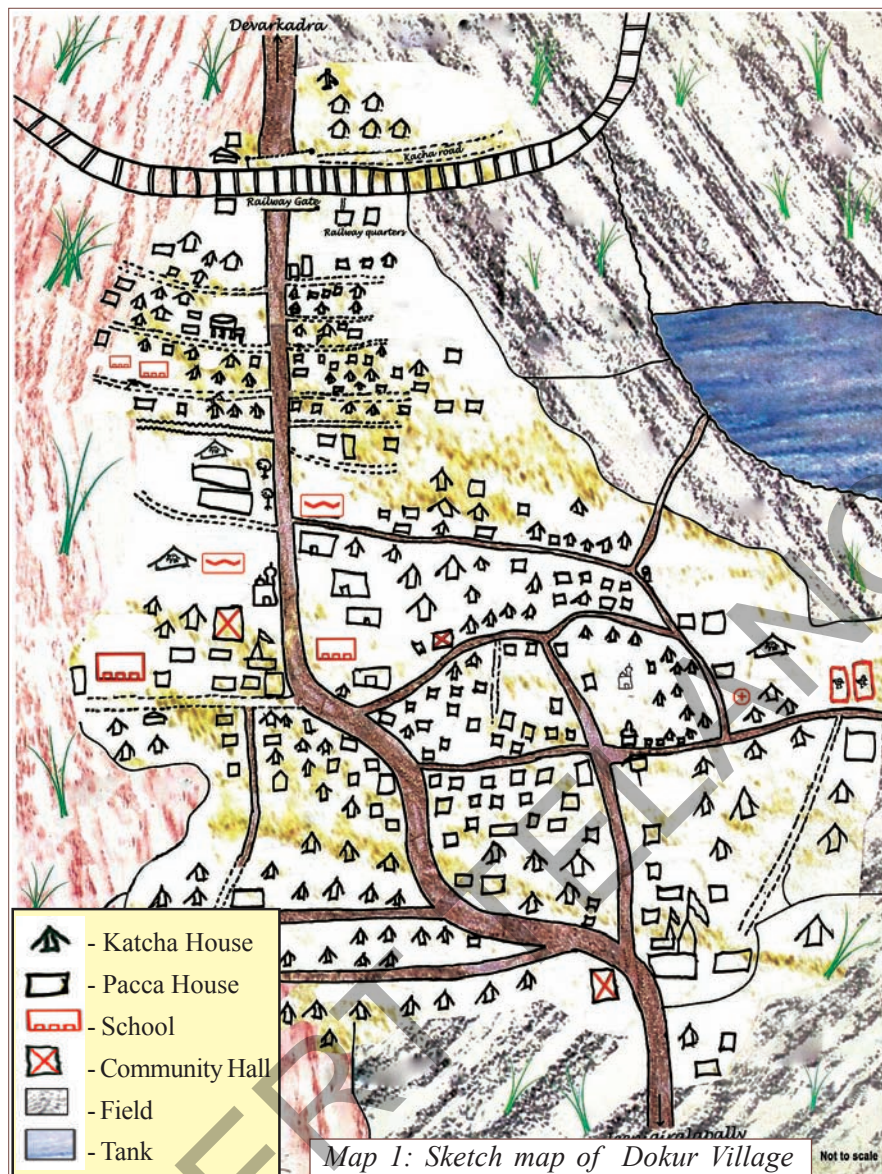 Devarkadra
Kacha road
Railway Gate
Railway quarters
- Katcha House
- Pacca House
- School
- Community Hall
- Field
- Tank
Map 1: Sketch map of Dokur Village
Not to scale